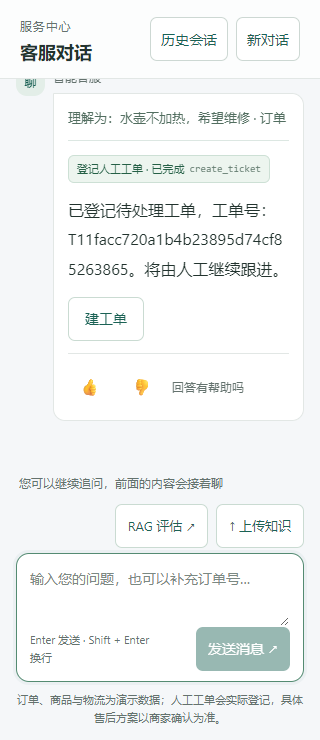 服务中心
客服对话
历史会话
新对话
聊
智能客服
理解为：水壶不加热，希望维修 · 订单
登记人工工单 · 已完成 create_ticket
已登记待处理工单，工单号：
T11facc720a1b4b23895d74cf8
5263865。将由人工继续跟进。
建工单
回答有帮助吗
您可以继续追问，前面的内容会接着聊
RAG 评估 ↗
↑ 上传知识
输入您的问题，也可以补充订单号...
Enter 发送 · Shift + Enter
换行
发送消息 ↗
订单、商品与物流为演示数据；人工工单会实际登记，具体
售后方案以商家确认为准。